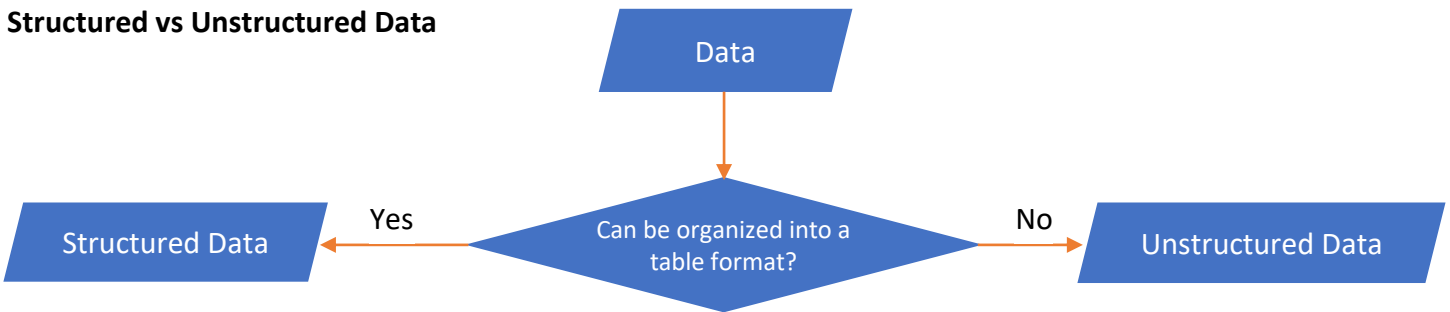 Structured vs Unstructured Data
Data
Yes
No
Structured Data
Can be organized into a
table format?
Unstructured Data